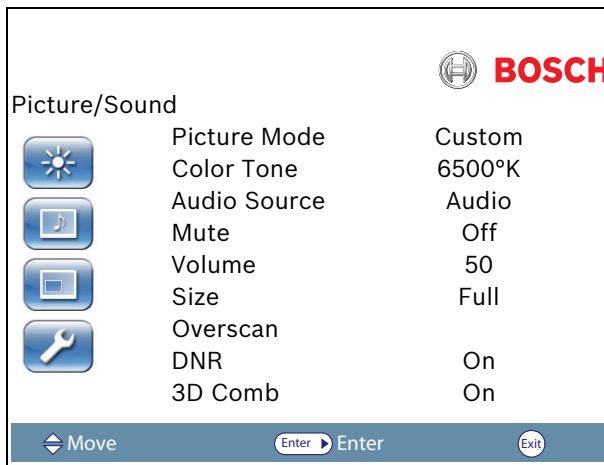 BOSCH
Picture/Sound
Picture Mode Custom
Color Tone 6500°K
Audio Source Audio
Mute Off
Volume 50
Size Full
Overscan
DNR On
3D Comb On
Move Enter Enter Exit